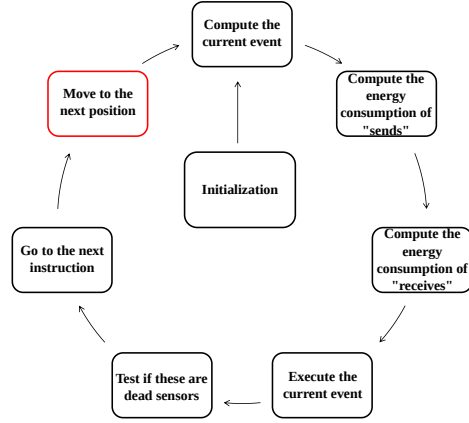 Compute the
current event
Move to the
next position
Compute the
energy
consumption of
"sends"
Initialization
Go to the next
instruction
Compute the
energy
consumption of
"receives"
Test if these are
dead sensors
Execute the
current event